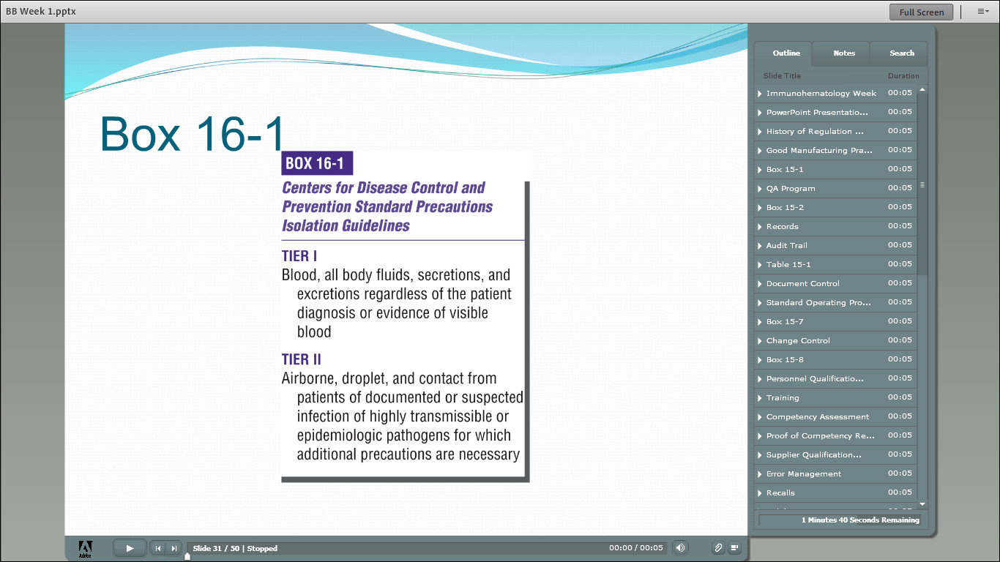 BB Week 1.pptx
Full Screen
Box 16-1
BOX 16-1
Centers for Disease Control and
Prevention Standard Precautions
Isolation Guidelines
TIER I
Blood, all body fluids, secretions, and
excretions regardless of the patient
diagnosis or evidence of visible
blood
TIER II
Airborne, droplet, and contact from
patients of documented or suspected
infection of highly transmissible or
epidemiologic pathogens for which
additional precautions are necessary
Outline Notes Search
Slide Title Duration
Immunohematology Week 00:05
PowerPoint Presentatio... 00:05
History of Regulation ... 00:05
Good Manufacturing Pra... 00:05
Box 15-1 00:05
QA Program 00:05
Box 15-2 00:05
Records 00:05
Audit Trail 00:05
Table 15-1 00:05
Document Control 00:05
Standard Operating Pro... 00:05
Box 15-7 00:05
Change Control 00:05
Box 15-8 00:05
Personnel Qualificatio... 00:05
Training 00:05
Competency Assessment 00:05
Proof of Competency Re... 00:05
Supplier Qualification... 00:05
Error Management 00:05
Recalls 00:05
1 Minutes 40 Seconds Remaining
Adobe
Slide 31 / 50 | Stopped
00:00 / 00:05